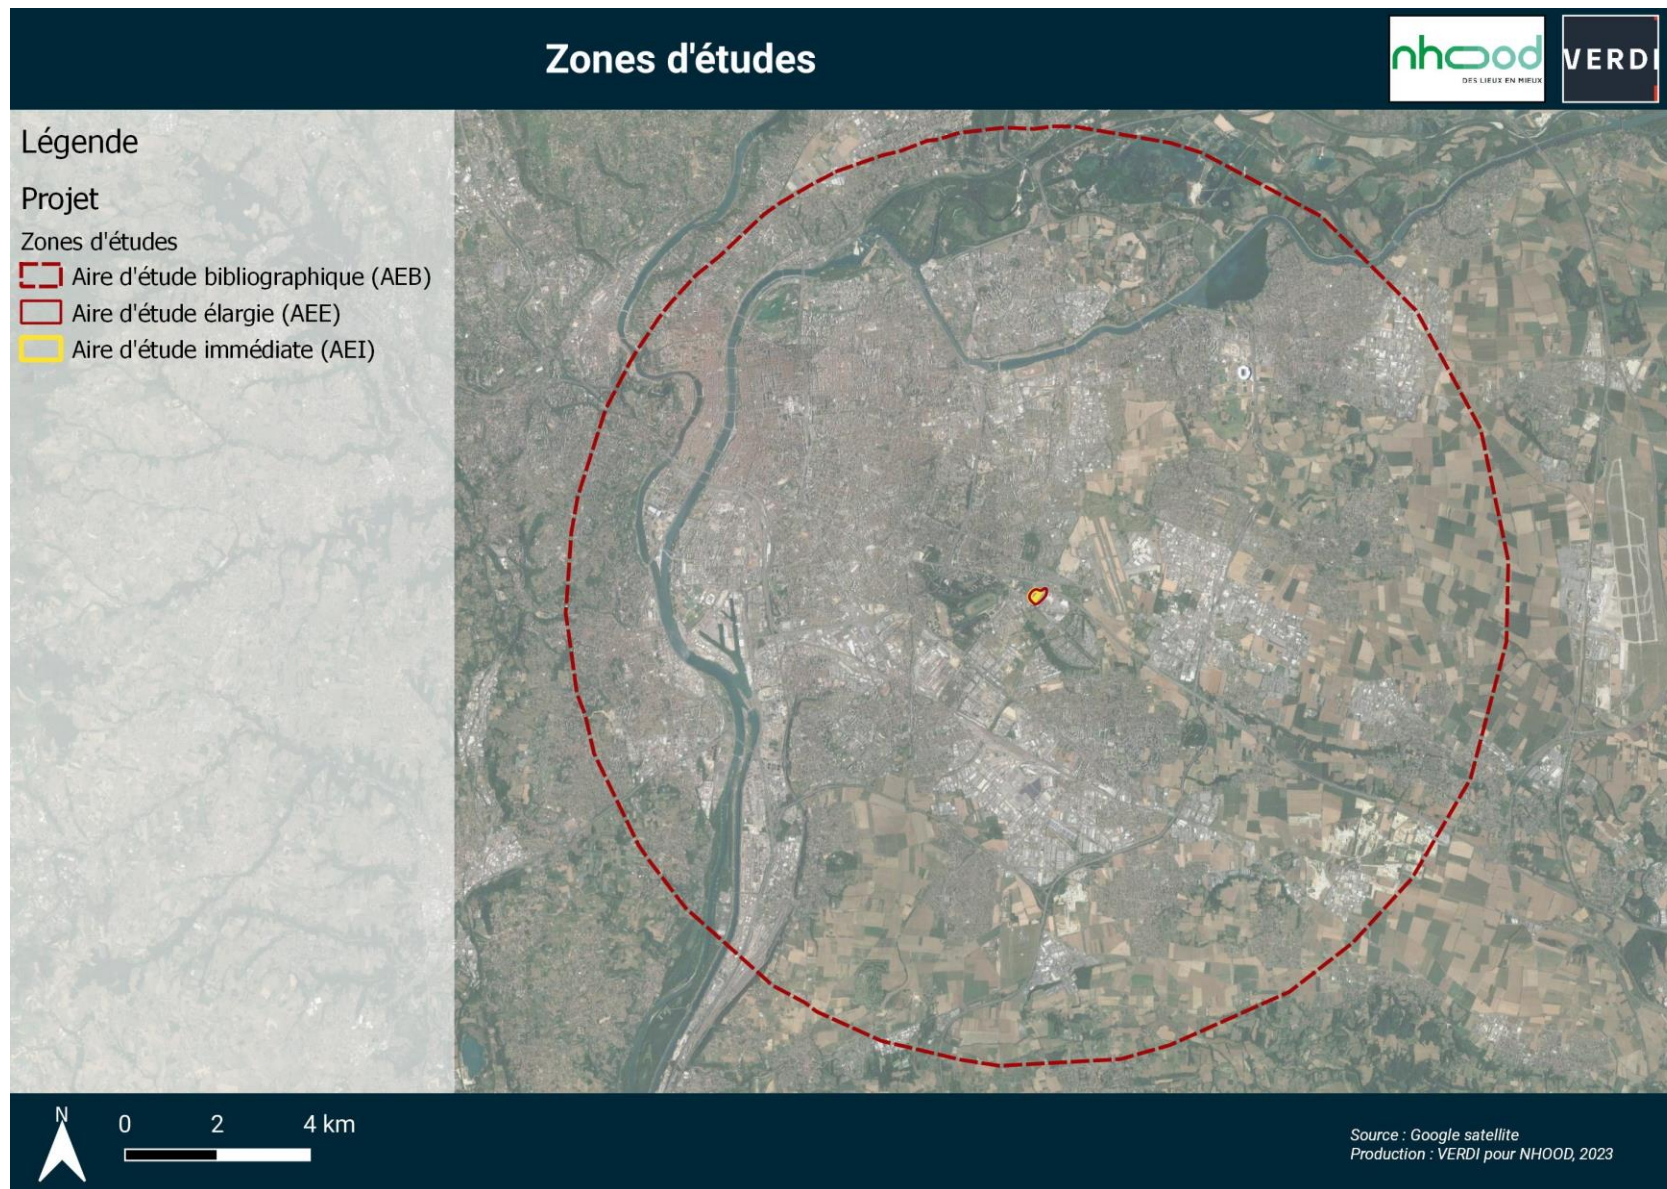 Zones d'études
nhood
DES LIEUX EN MIEUX
VERDI
Légende
Projet
Zones d'études
Aire d'étude bibliographique (AEB)
Aire d'étude élargie (AEE)
Aire d'étude immédiate (AEI)
N
0 2 4 km
Source : Google satellite
Production : VERDI pour NHOOD, 2023